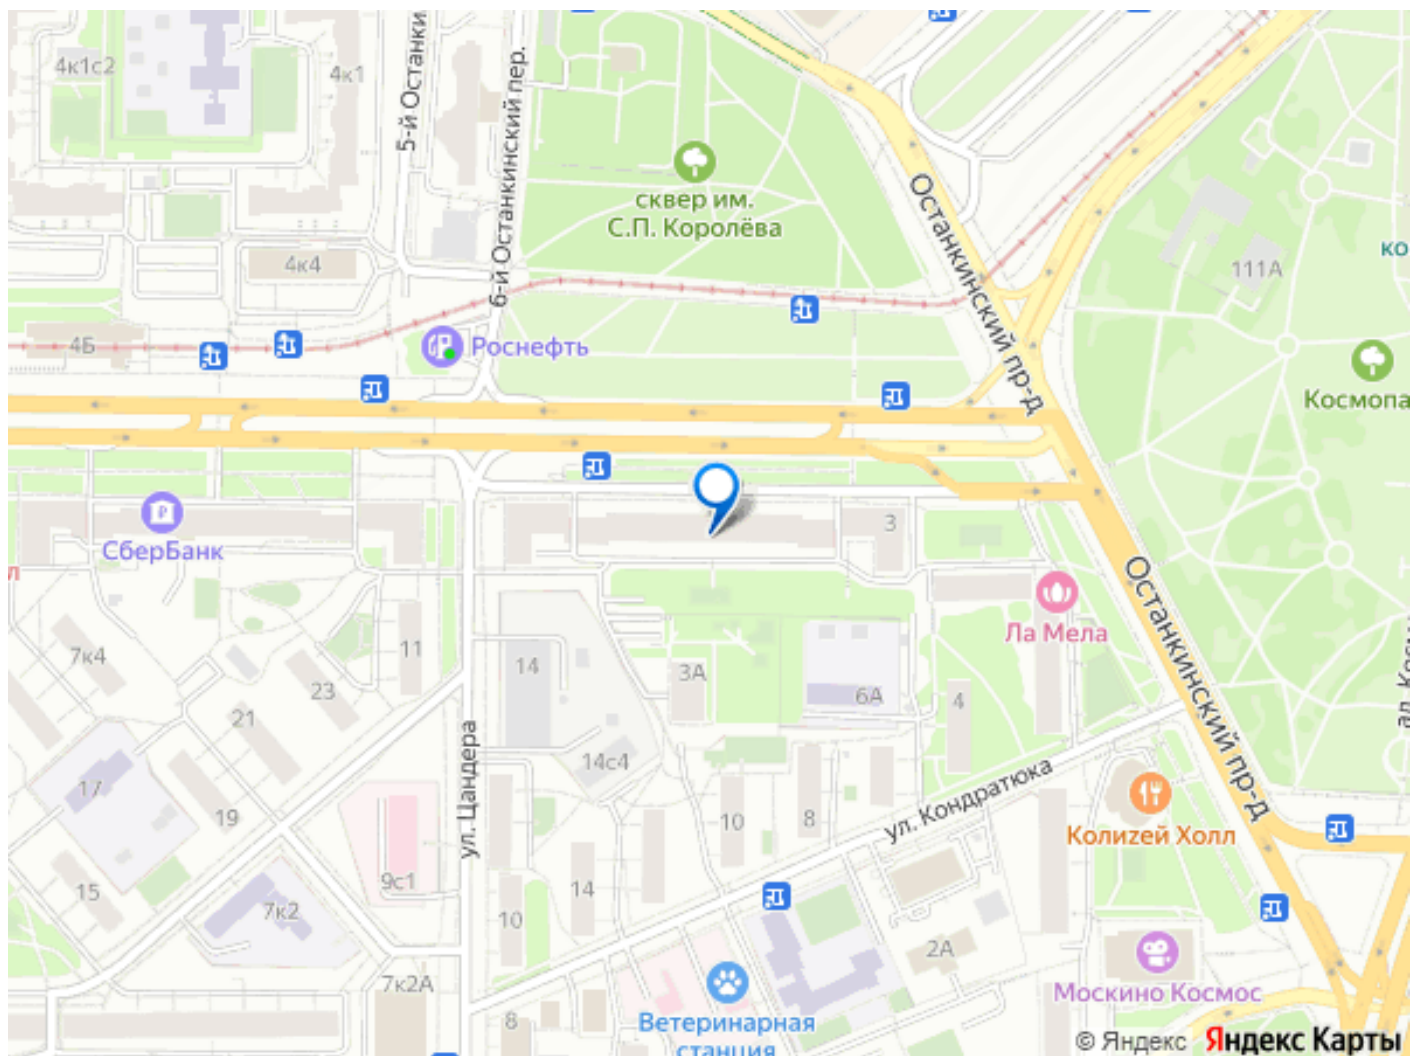 4к1с2
4к1
5-й Останки
6-й Останкинский пер.
сквер им.
С.П. Королёва
Останкинский пр-д
111А
ко
4к4
4Б
Роснефть
Космопа
СберБанк
л
3
Останкинский пр-д
Ла Мела
7к4
11
23
21
14
3А
6А
4
ул. Цандера
14с4
17
19
10
8
ул. Кондратюка
Колиzей Холл
15
9с1
14
7к2
10
2А
7к2А
8
Москино Космос
Ветеринарная
станция
© Яндекс Яндекс Карты